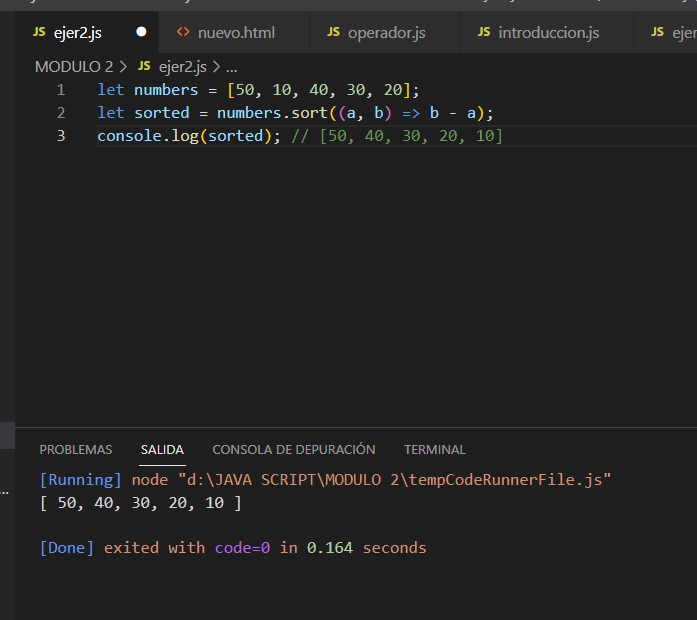 JS ejer2.js ● <> nuevo.html JS operador.js JS introduccion.js JS ejer
MODULO 2 > JS ejer2.js > ...
1 let numbers = [50, 10, 40, 30, 20];
2 let sorted = numbers.sort((a, b) => b - a);
3 console.log(sorted); // [50, 40, 30, 20, 10]
PROBLEMAS SALIDA CONSOLA DE DEPURACIÓN TERMINAL
[Running] node "d:\JAVA SCRIPT\MODULO 2\tempCodeRunnerFile.js"
...
[ 50, 40, 30, 20, 10 ]
[Done] exited with code=0 in 0.164 seconds